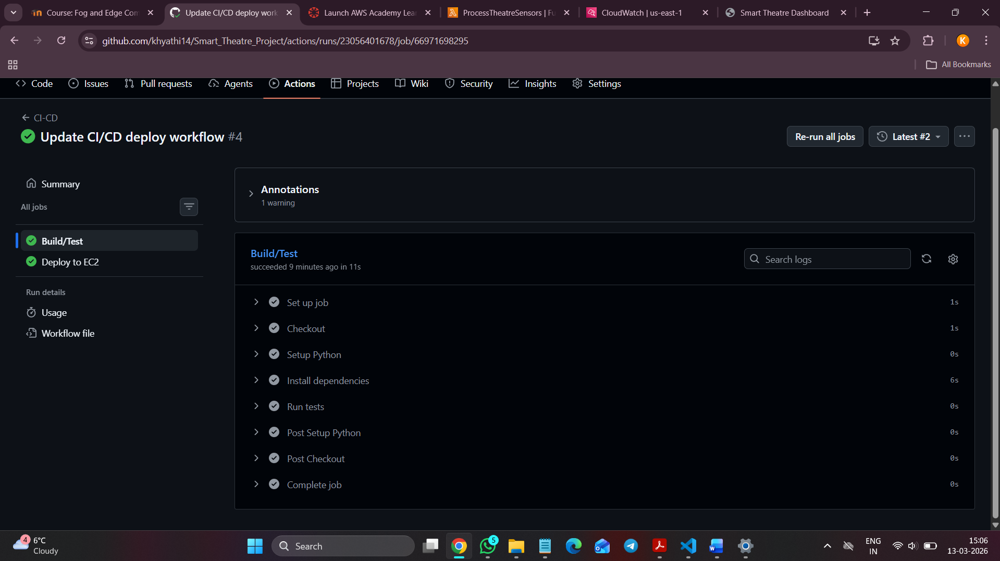 Course: Fog and Edge Com
Update CI/CD deploy work
Launch AWS Academy Lea
ProcessTheatreSensors | Fu
CloudWatch | us-east-1
Smart Theatre Dashboard
github.com/khyathi14/Smart_Theatre_Project/actions/runs/23056401678/job/66971698295
K
All Bookmarks
Code
Issues
Pull requests
Agents
Actions
Projects
Wiki
Security
Insights
Settings
CI-CD
Update CI/CD deploy workflow #4
Re-run all jobs
Latest #2
Summary
All jobs
Build/Test
Deploy to EC2
Run details
Usage
Workflow file
Annotations
1 warning
Build/Test
succeeded 9 minutes ago in 11s
Search logs
Set up job 1s
Checkout 1s
Setup Python 0s
Install dependencies 6s
Run tests 0s
Post Setup Python 0s
Post Checkout 0s
Complete job 0s
4
6°C
Cloudy
Search
5
ENG
IN
15:06
13-03-2026